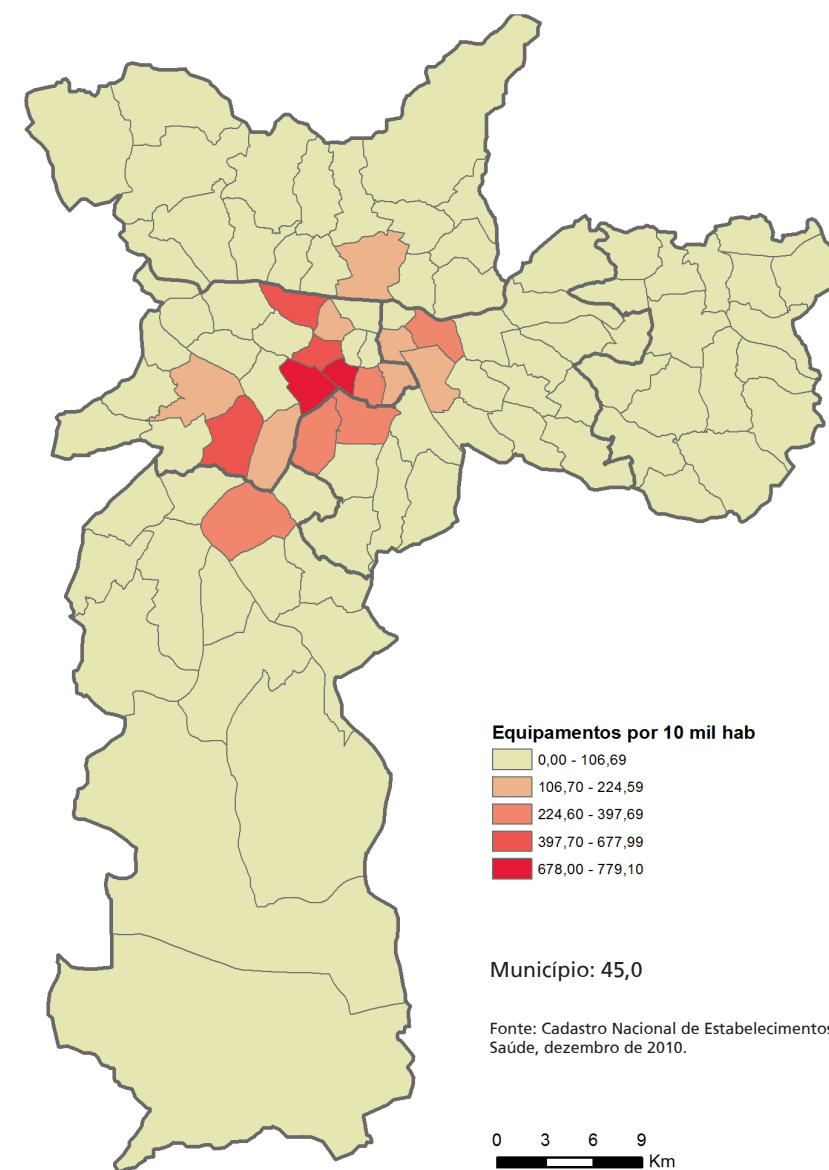 Equipamentos por 10 mil hab
0,00 - 106,69
106,70 - 224,59
224,60 - 397,69
397,70 - 677,99
678,00 - 779,10
Município: 45,0
Fonte: Cadastro Nacional de Estabelecimentos
Saúde, dezembro de 2010.
0 3 6 9
Km